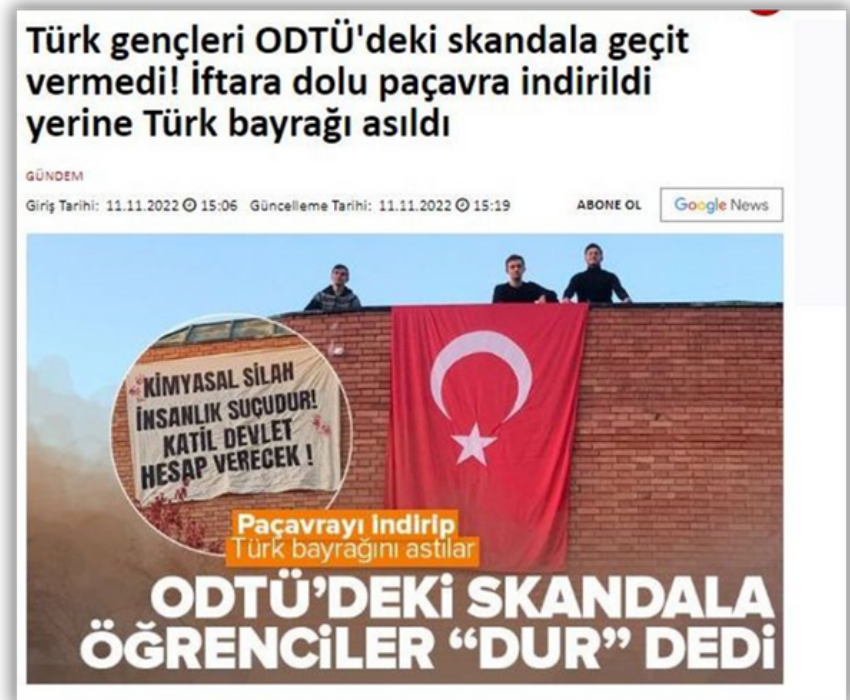 Türk gençleri ODTÜ'deki skandala geçit
vermedi! İftara dolu paçavra indirildi
yerine Türk bayrağı asıldı
GÜNDEM
Giriş Tarihi: 11.11.2022 15:06 Güncelleme Tarihi: 11.11.2022 15:19 ABONE OL Google News
KİMYASAL SİLAH
İNSANLIK SUÇUDUR!
KATİL DEVLET
HESAP VERECEK !
Paçavrayı indirip
Türk bayrağını astılar
ODTÜ'DEKİ SKANDALA
ÖĞRENCİLER “DUR” DEDİ